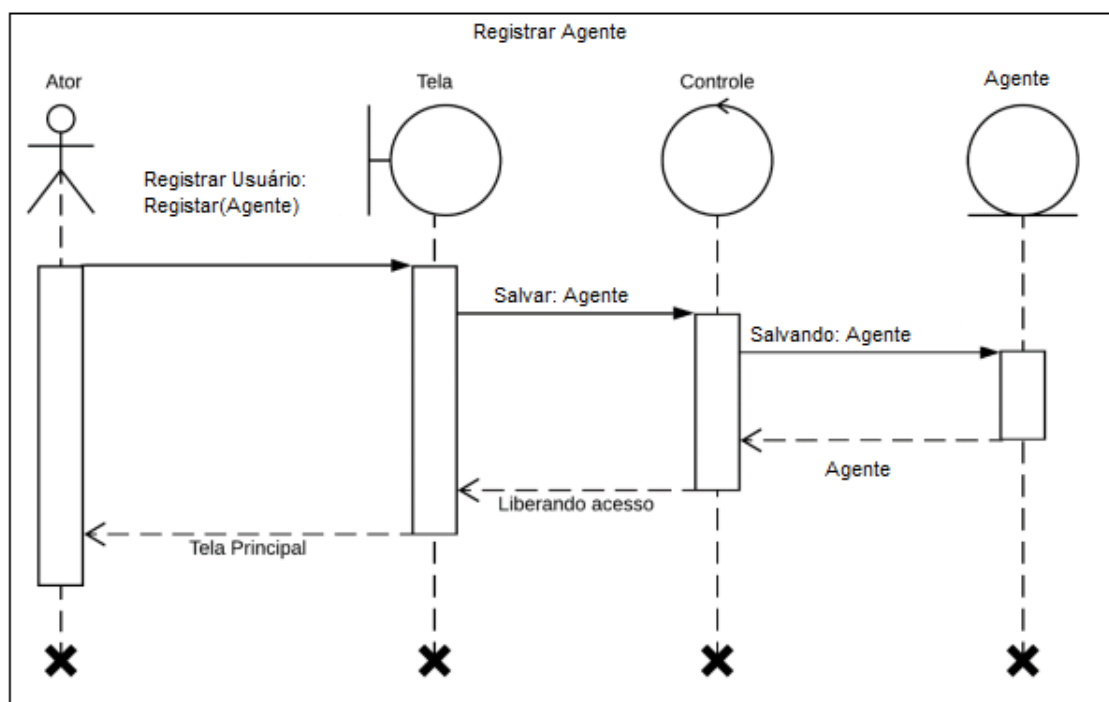 Registrar Agente
Ator
Tela
Controle
Agente
Registrar Usuário:
Registar(Agente)
Salvar: Agente
Salvando: Agente
Agente
Liberando acesso
Tela Principal